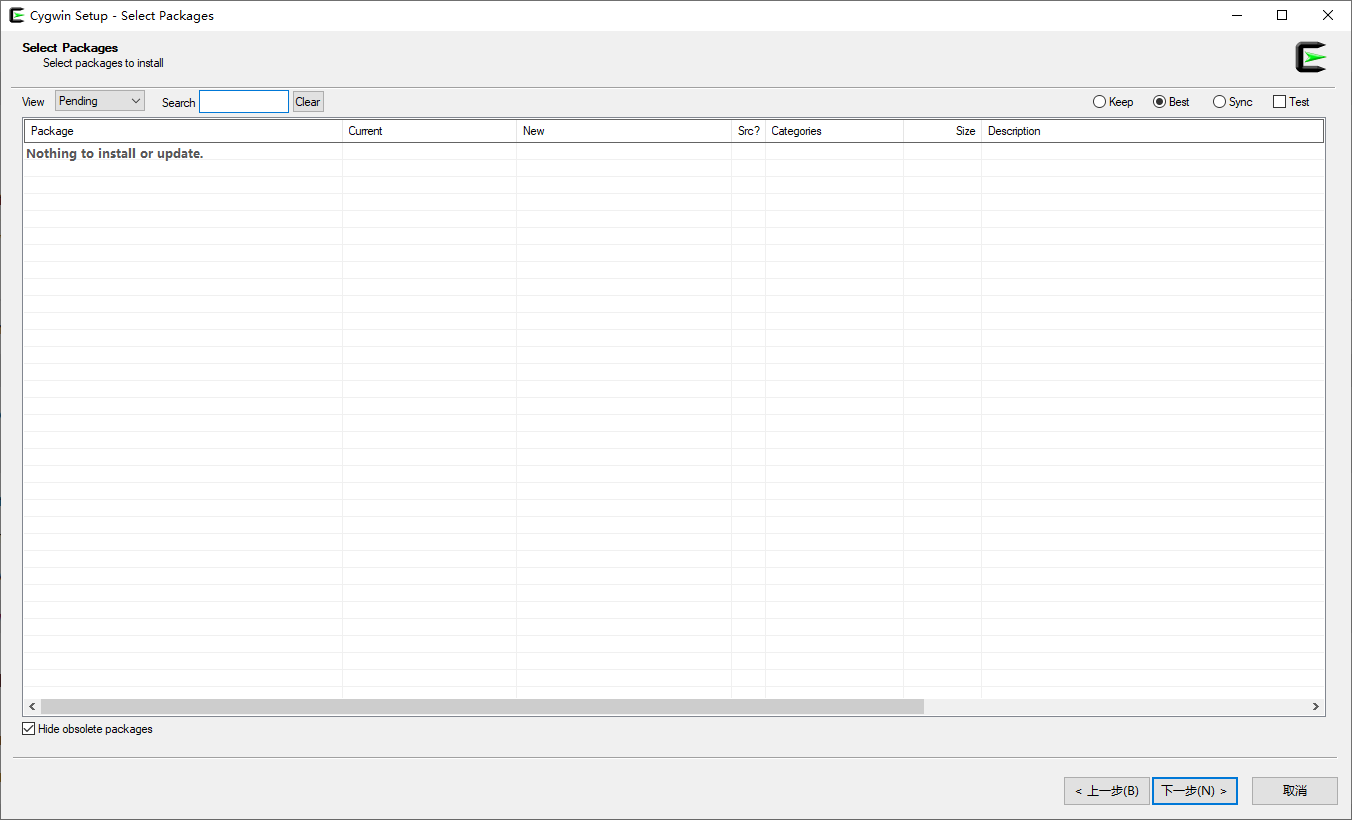 Cygwin Setup - Select Packages
Select Packages
Select packages to install
View Pending Search Clear Keep Best Sync Test
Package Current New Src? Categories Size Description
Nothing to install or update.
Hide obsolete packages
< 上一步(B) 下一步(N) > 取消